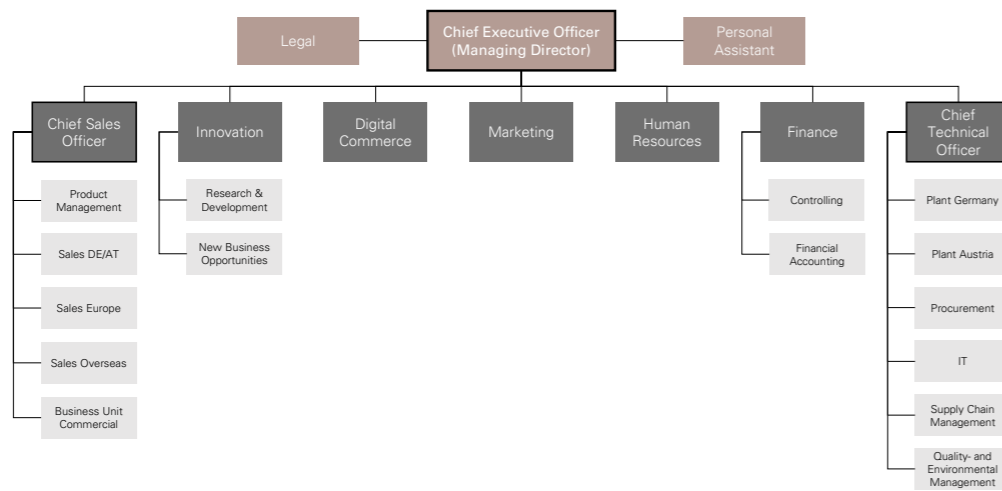 Legal
Chief Executive Officer
(Managing Director)
Personal
Assistant
Chief Sales
Officer
Innovation
Digital
Commerce
Marketing
Human
Resources
Finance
Chief
Technical
Officer
Product
Management
Sales DE/AT
Sales Europe
Sales Overseas
Business Unit
Commercial
Research &
Development
New Business
Opportunities
Controlling
Financial
Accounting
Plant Germany
Plant Austria
Procurement
IT
Supply Chain
Management
Quality- and
Environmental
Management